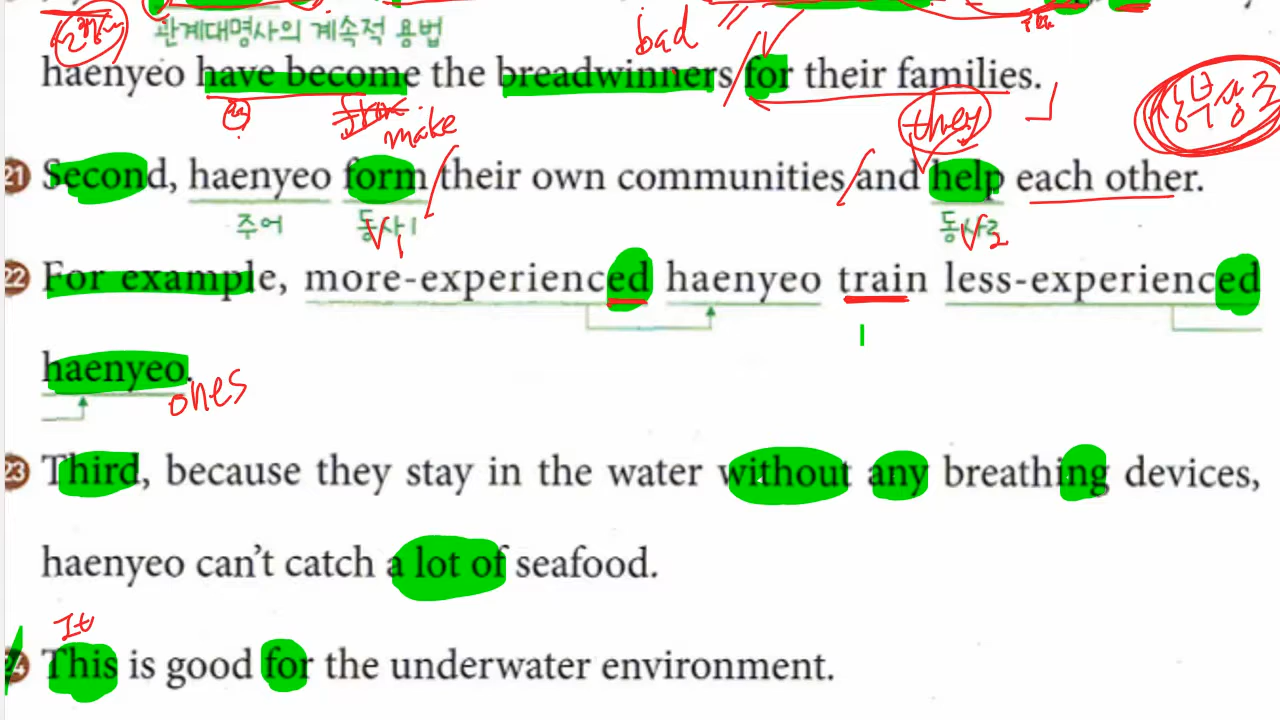 관계대명사의 계속적 용법
bad
haenyeo have become the breadwinners for their families.
make they 상부상조
21 Second, haenyeo form their own communities and help each other.
주어 동사1 동사2
V1 V2
22 For example, more-experienced haenyeo train less-experienced
haenyeo.
ones
23 Third, because they stay in the water without any breathing devices,
haenyeo can't catch a lot of seafood.
It
24 This is good for the underwater environment.